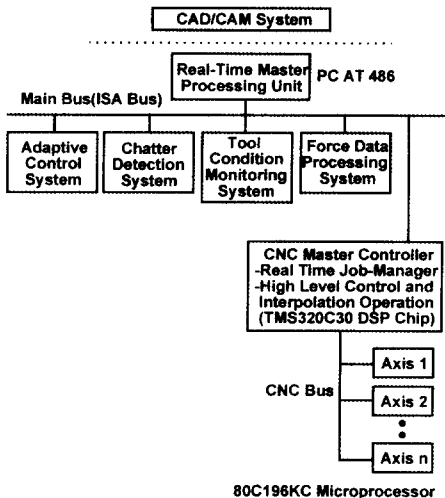 CAD/CAM System
Real-Time Master
Processing Unit
PC AT 486
Main Bus(ISA Bus)
Adaptive
Control
System
Chatter
Detection
System
Tool
Condition
Monitoring
System
Force Data
Processing
System
CNC Master Controller
-Real Time Job-Manager
-High Level Control and
Interpolation Operation
(TMS320C30 DSP Chip)
CNC Bus
Axis 1
Axis 2
Axis n
80C196KC Microprocessor